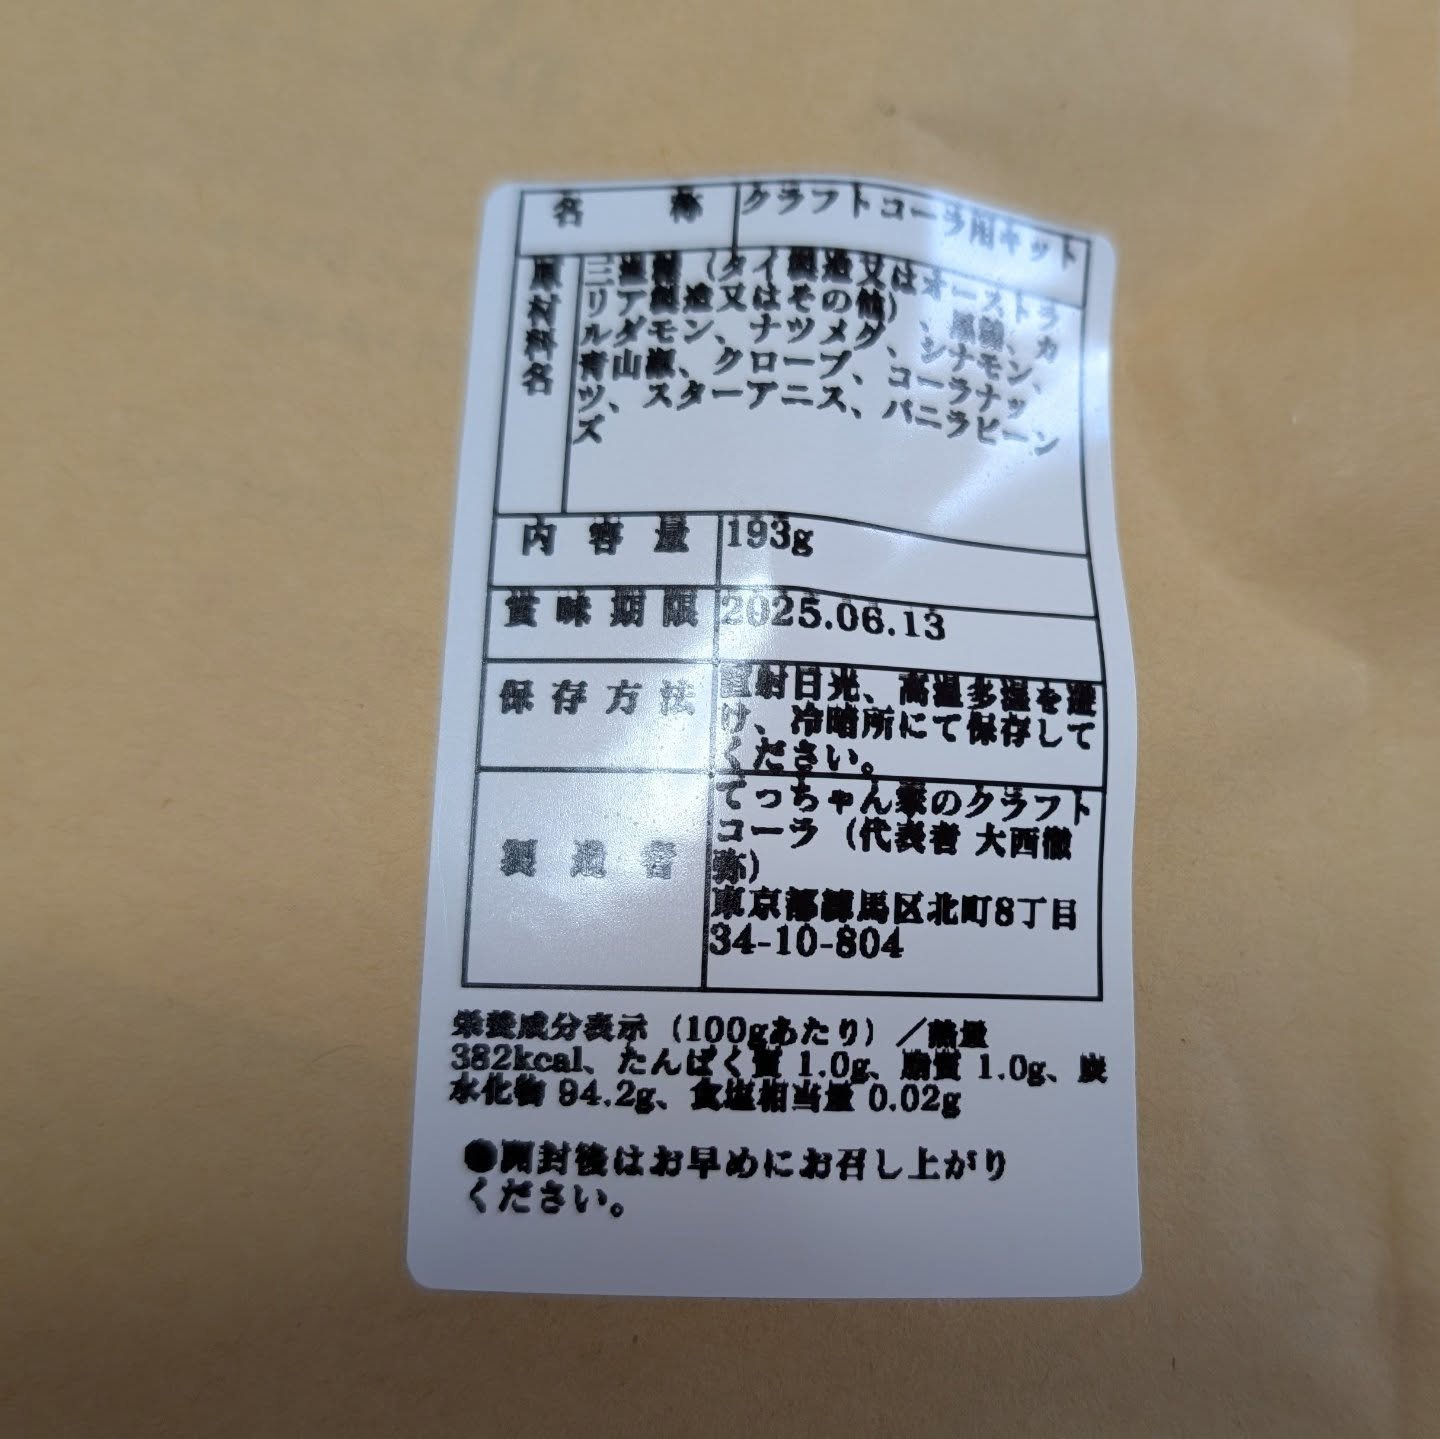 名称 クラフトコーラ用キット
原材料名 三温糖（タイ製造又はオーストラ
リア製造又はその他）、黒糖、カ
ルダモン、ナツメグ、シナモン、
青山椒、クローブ、コーラナッ
ツ、スターアニス、バニラビーン
ズ
内容量 193g
賞味期限 2025.06.13
保存方法 直射日光、高温多湿を避
け、冷暗所にて保存して
ください。
製造者 てっちゃん家のクラフト
コーラ（代表者 大西徹
弥）
東京都練馬区北町8丁目
34-10-804
栄養成分表示（100gあたり）／熱量
382kcal、たんぱく質 1.0g、脂質 1.0g、炭
水化物 94.2g、食塩相当量 0.02g
●開封後はお早めにお召し上がり
ください。